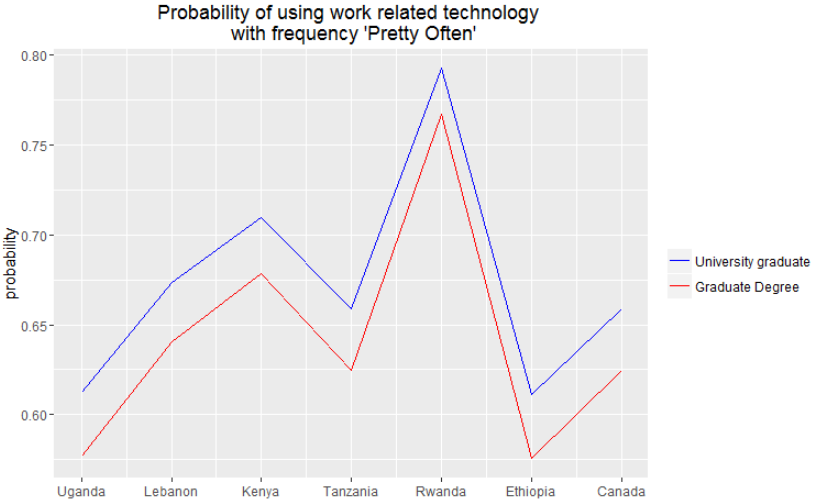 Probability of using work related technology
with frequency 'Pretty Often'
0.80
0.75
0.70
0.65
0.60
probability
Uganda Lebanon Kenya Tanzania Rwanda Ethiopia Canada
University graduate
Graduate Degree